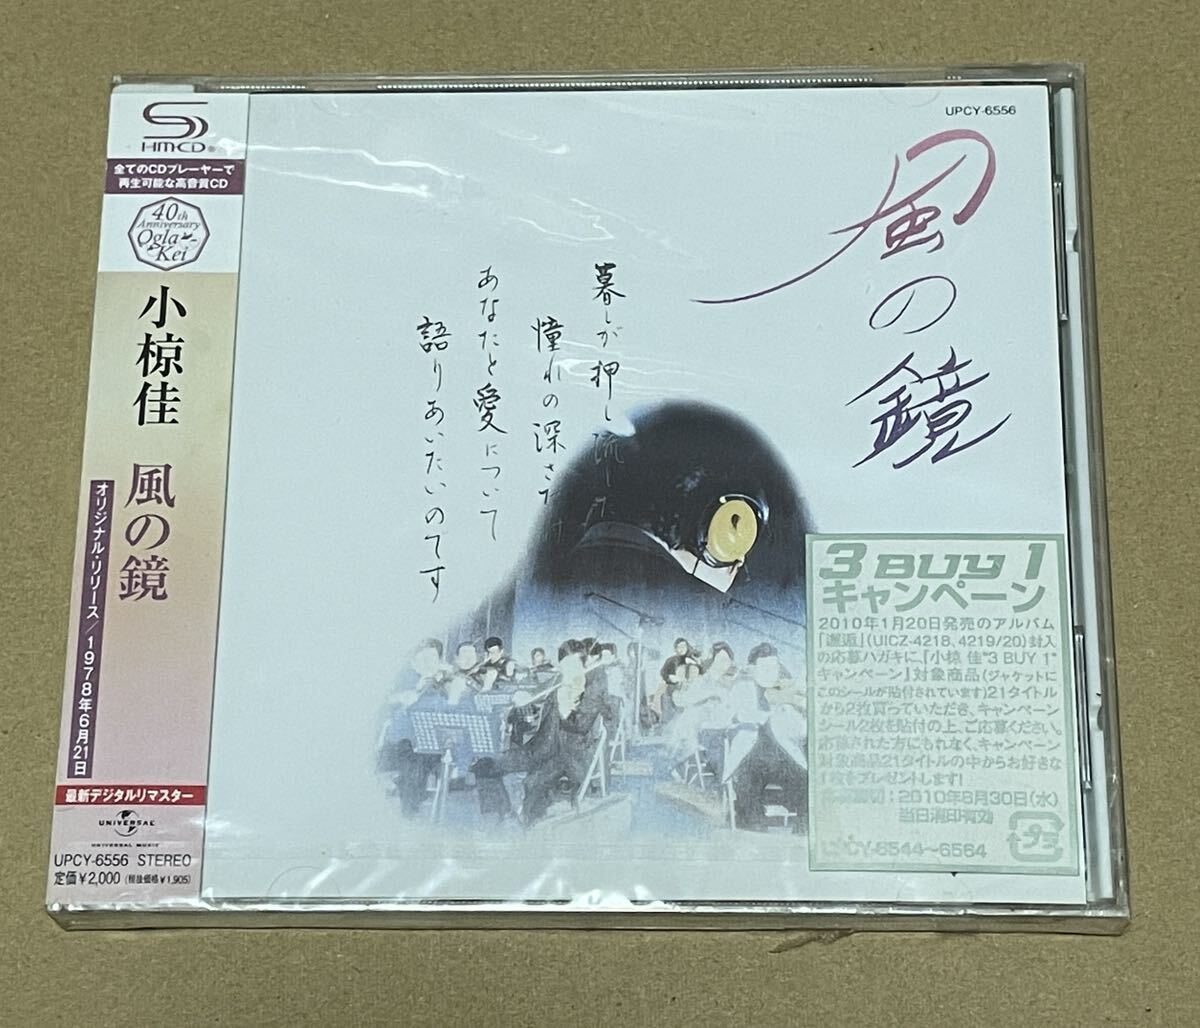 SHM-CD
全てのCDプレーヤーで
再生可能な高音質CD
40th
Anniversary
Ogla
Kei
小椋佳 風の鏡
オリジナル・リリース/1978年6月21日
最新デジタルリマスター
UNIVERSAL
UNIVERSAL MUSIC
UPCY-6556 STEREO
定価¥2,000 (税抜価格¥1,905)
UPCY-6556
風の鏡
暮しが押し流した
憧れの深さ
あなたと愛について
語りあいたいのです
3 BUY 1
キャンペーン
2010年1月20日発売のアルバム
「邂逅」(UICZ-4218、4219/20)封入
の応募ハガキに、「小椋 佳"3 BUY 1"
キャンペーン」対象商品(ジャケットに
このシールが貼付されています)21タイトル
から2枚買っていただき、キャンペーン
シール2枚を貼付の上、ご応募ください。
応募された方にもれなく、キャンペーン
対象商品21タイトルの中からお好きな
1枚をプレゼントします!
切:2010年6月30日(水)
当日消印有効
UPCY-6544〜6564